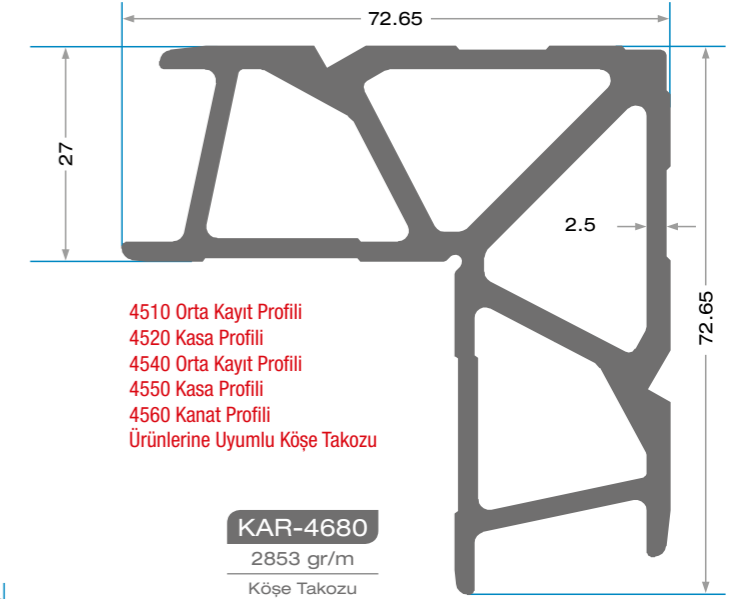 72.65
27
2.5
72.65
4510 Orta Kayıt Profili
4520 Kasa Profili
4540 Orta Kayıt Profili
4550 Kasa Profili
4560 Kanat Profili
Ürünlerine Uyumlu Köşe Takozu
KAR-4680
2853 gr/m
Köşe Takozu